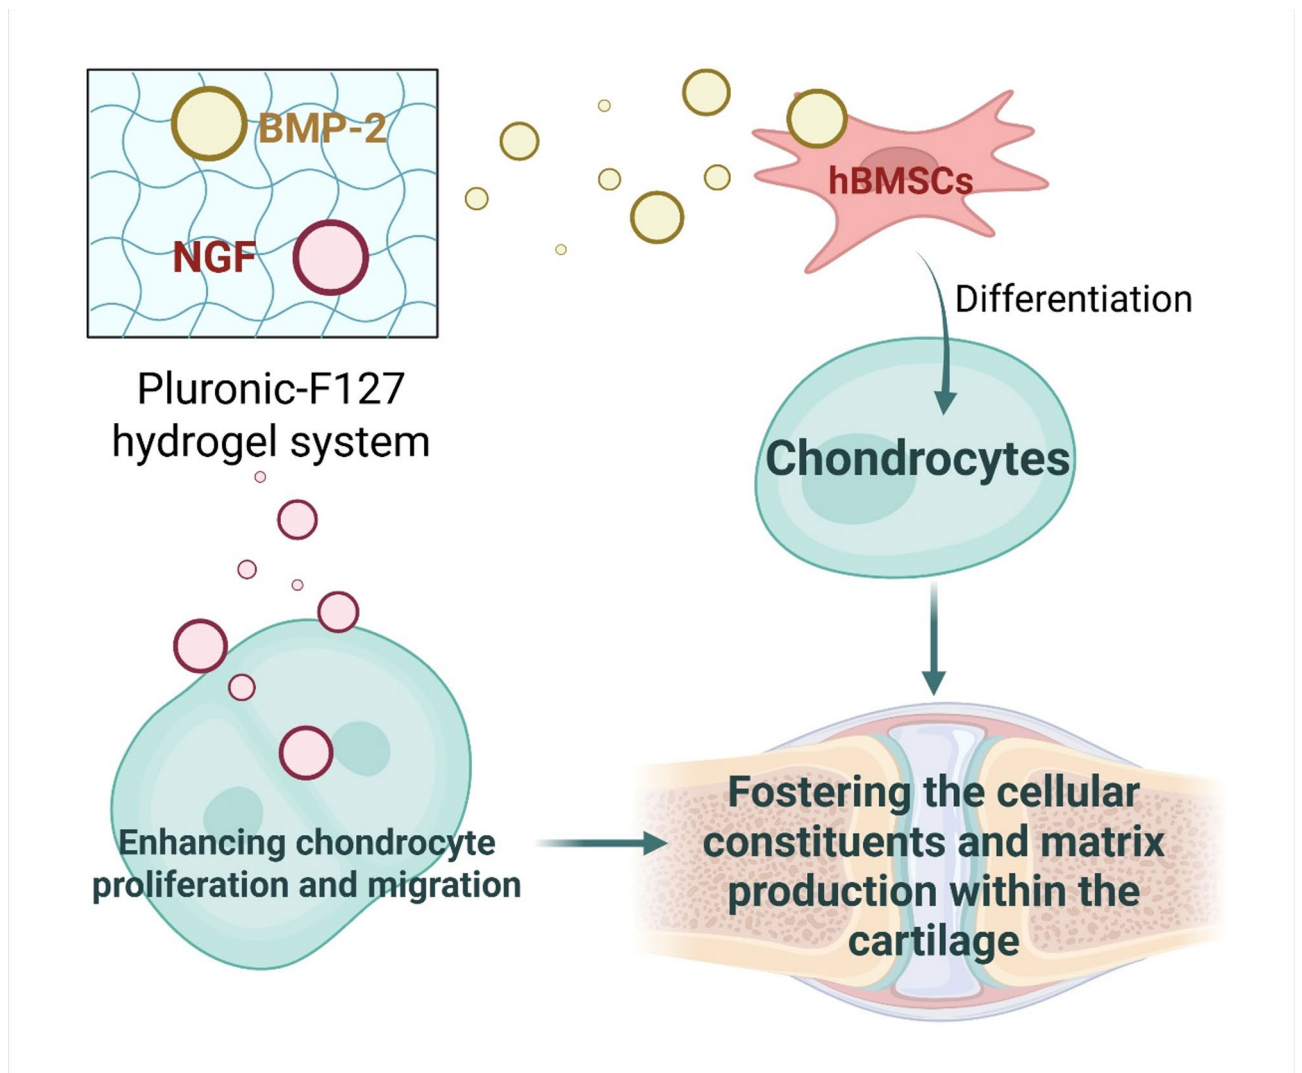 BMP-2
NGF
Pluronic-F127
hydrogel system
hBMSCs
Differentiation
Chondrocytes
Enhancing chondrocyte
proliferation and migration
Fostering the cellular
constituents and matrix
production within the
cartilage